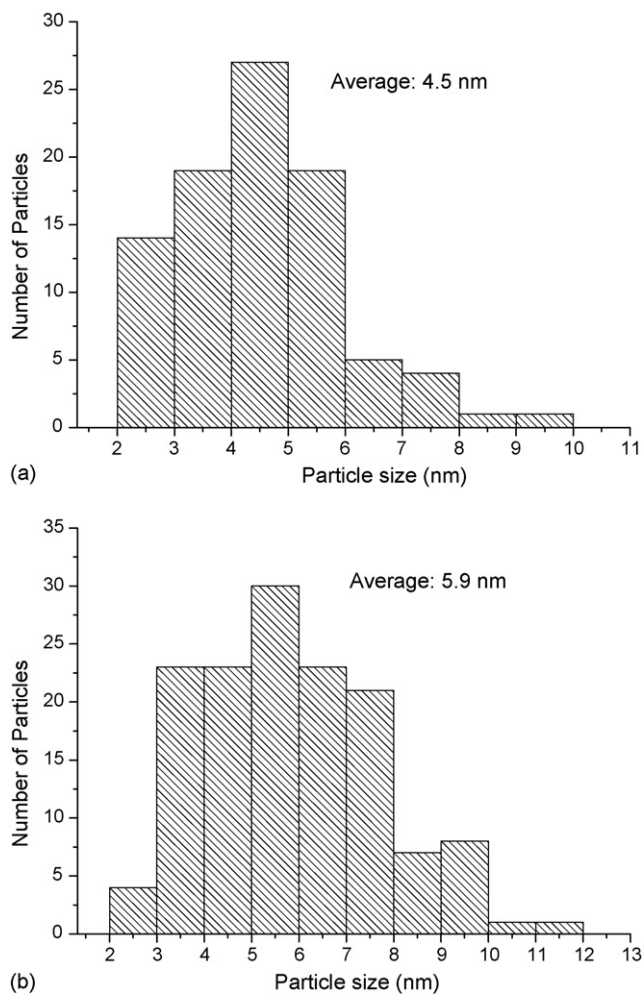 30
25
20
15
10
5
0
Number of Particles
Average: 4.5 nm
2 3 4 5 6 7 8 9 10 11
Particle size (nm)
(a)
35
30
25
20
15
10
5
0
Number of Particles
Average: 5.9 nm
2 3 4 5 6 7 8 9 10 11 12 13
Particle size (nm)
(b)